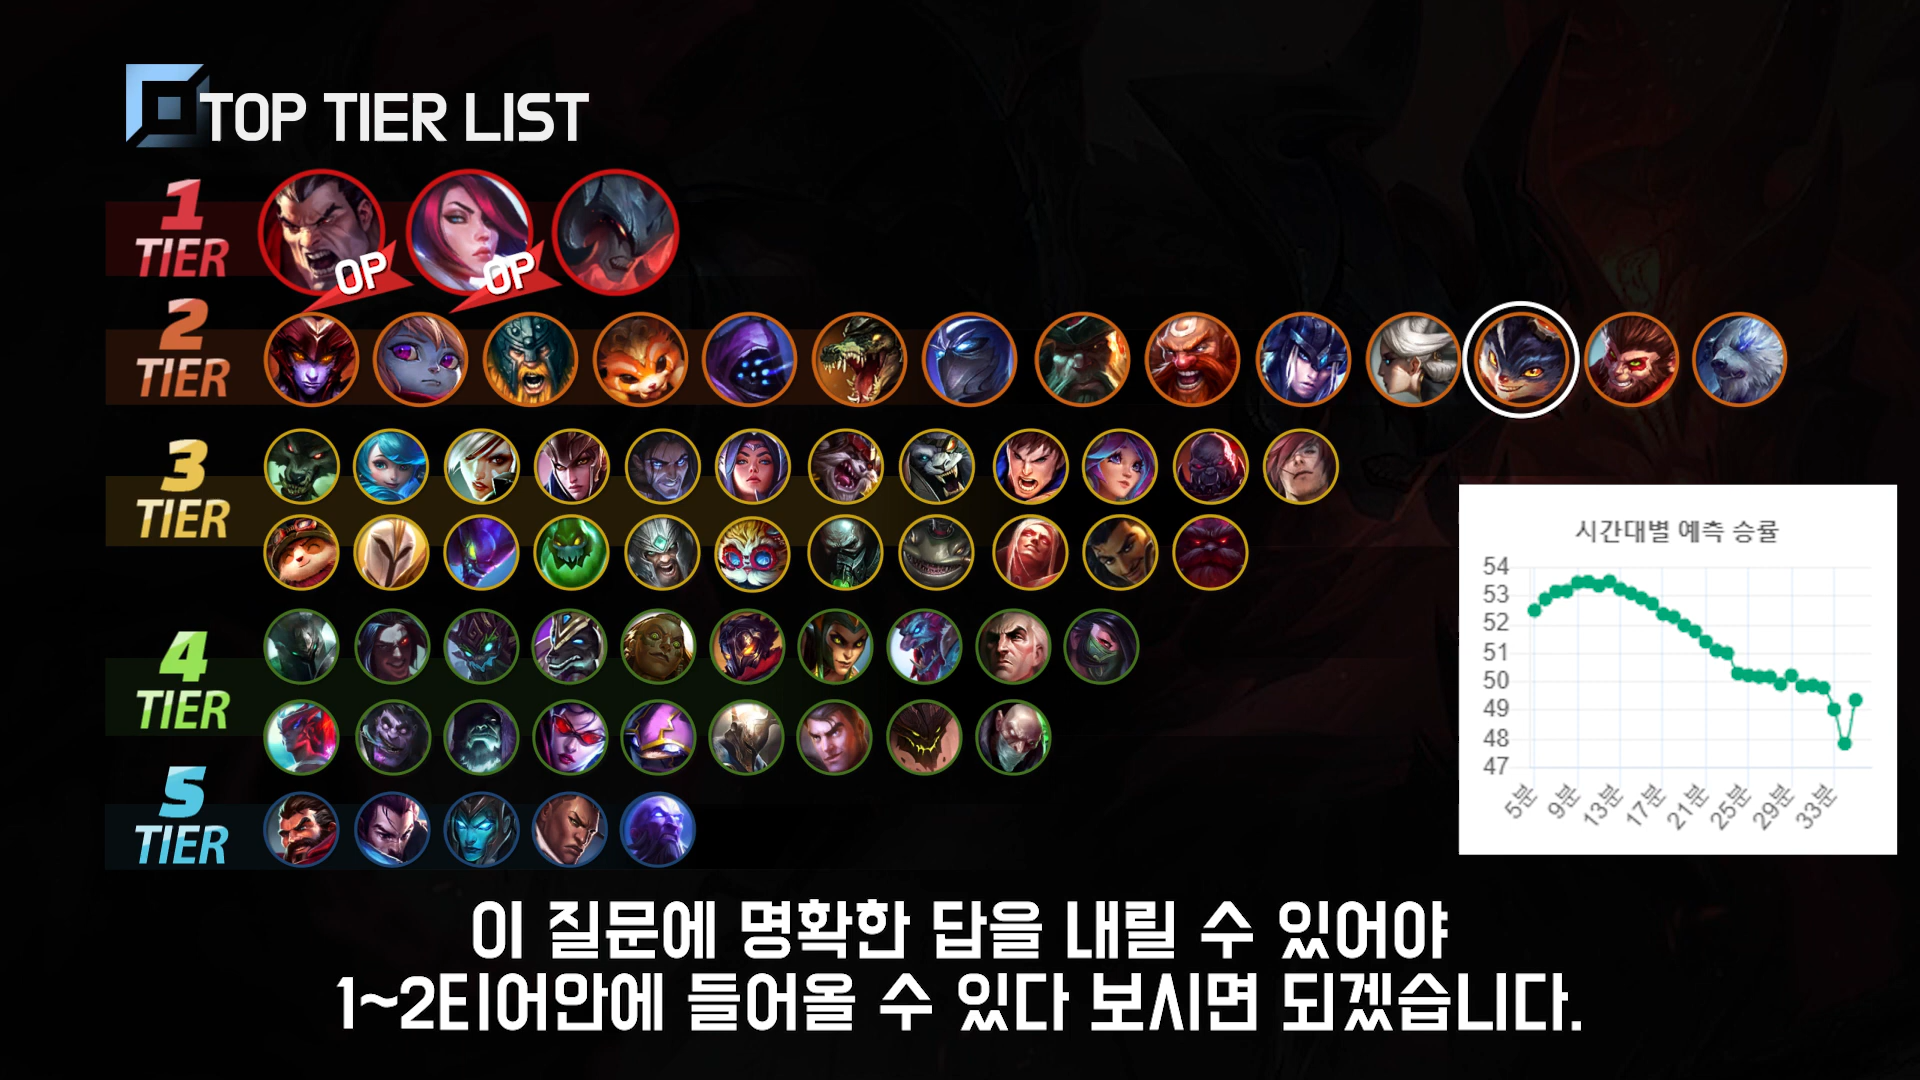 TOP TIER LIST
1
TIER
OP
OP
2
TIER
3
TIER
4
TIER
5
TIER
시간대별 예측 승률
54
53
52
51
50
49
48
47
5분
9분
13분
17분
21분
25분
29분
33분
이 질문에 명확한 답을 내릴 수 있어야
1~2티어안에 들어올 수 있다 보시면 되겠습니다.